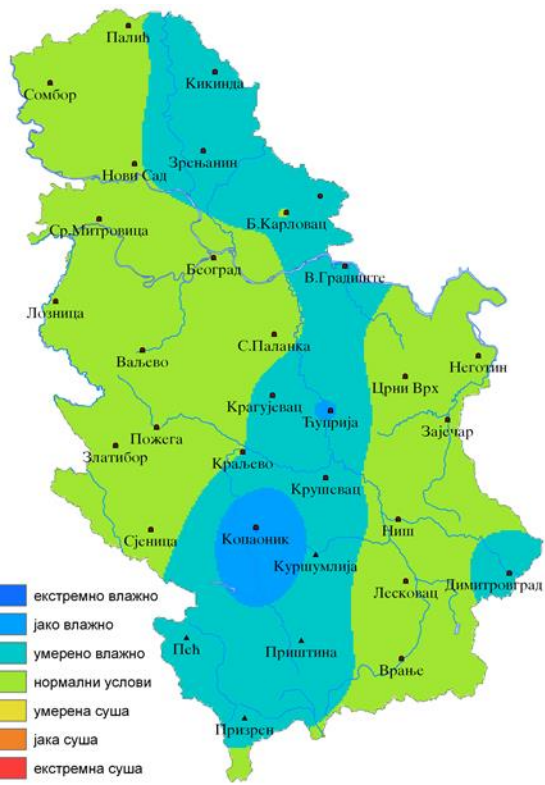 Палић
Кикинда
Сомбор
Зрењанин
Нови Сад
Б.Карловац
Ср.Митровица
Београд
В.Градиште
Лозница
С.Паланка
Ваљево
Неготин
Црни Врх
Крагујевац
Ћуприја
Зајечар
Пожега
Златибор
Краљево
Крушевац
Ниш
Сјеница
Копаоник
Куршумлија
Димитровград
Лесковац
Пећ
Приштина
Врање
Призрен
екстремно влажно
јако влажно
умерено влажно
нормални услови
умерена суша
јака суша
екстремна суша